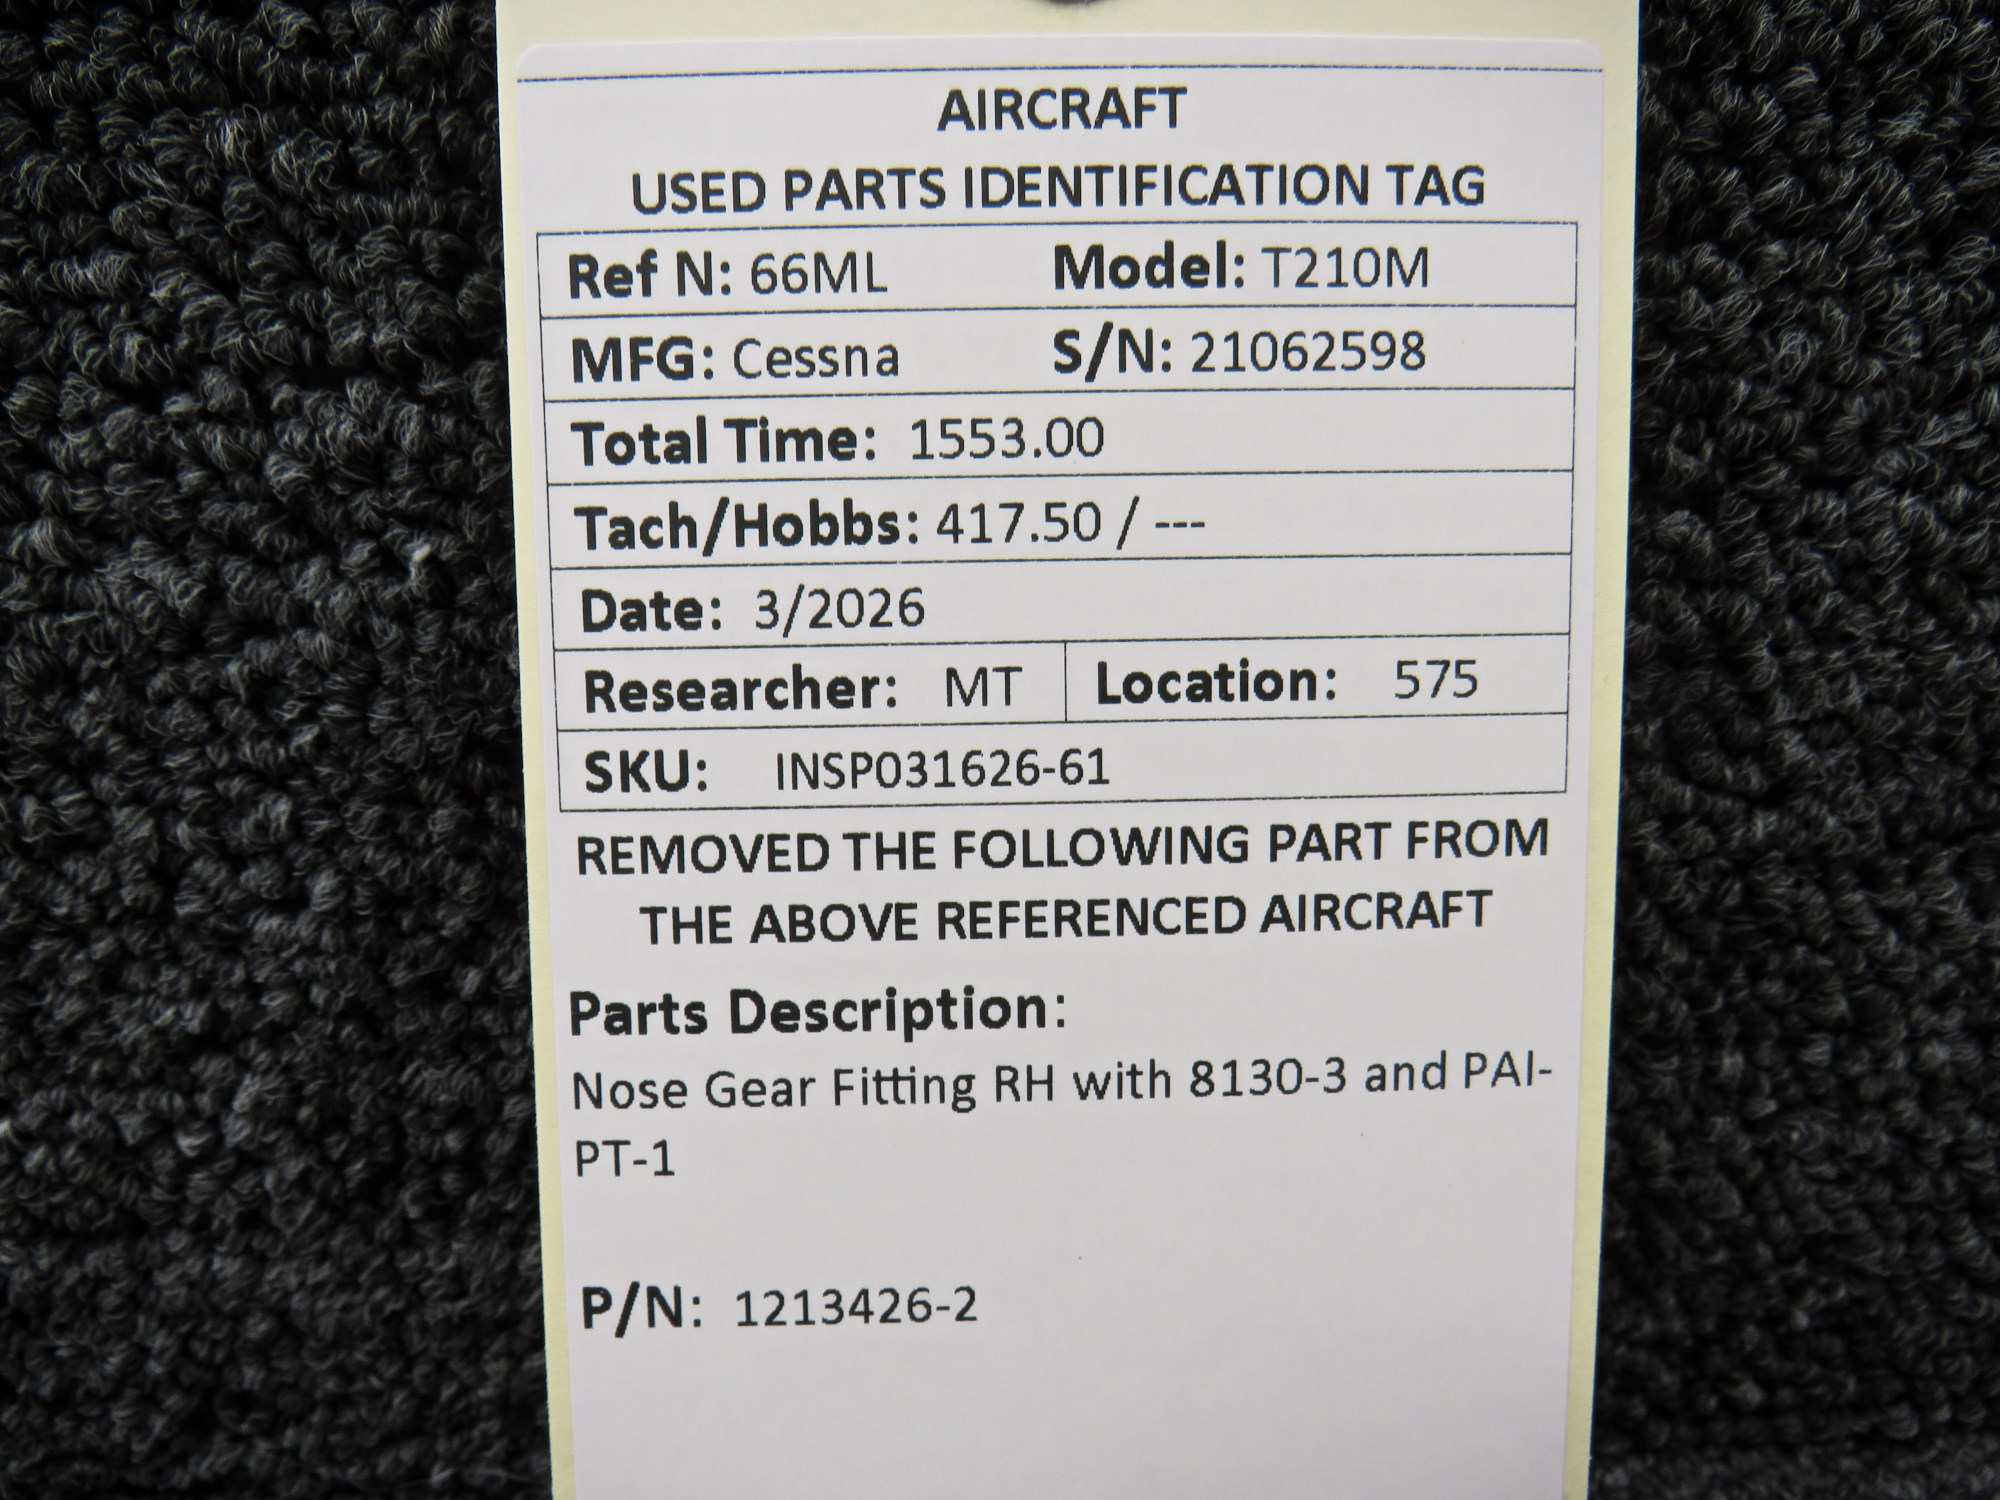 AIRCRAFT
USED PARTS IDENTIFICATION TAG
Ref N: 66ML Model: T210M
MFG: Cessna S/N: 21062598
Total Time: 1553.00
Tach/Hobbs: 417.50 / ---
Date: 3/2026
Researcher: MT Location: 575
SKU: INSP031626-61
REMOVED THE FOLLOWING PART FROM
THE ABOVE REFERENCED AIRCRAFT
Parts Description:
Nose Gear Fitting RH with 8130-3 and PAI-
PT-1
P/N: 1213426-2